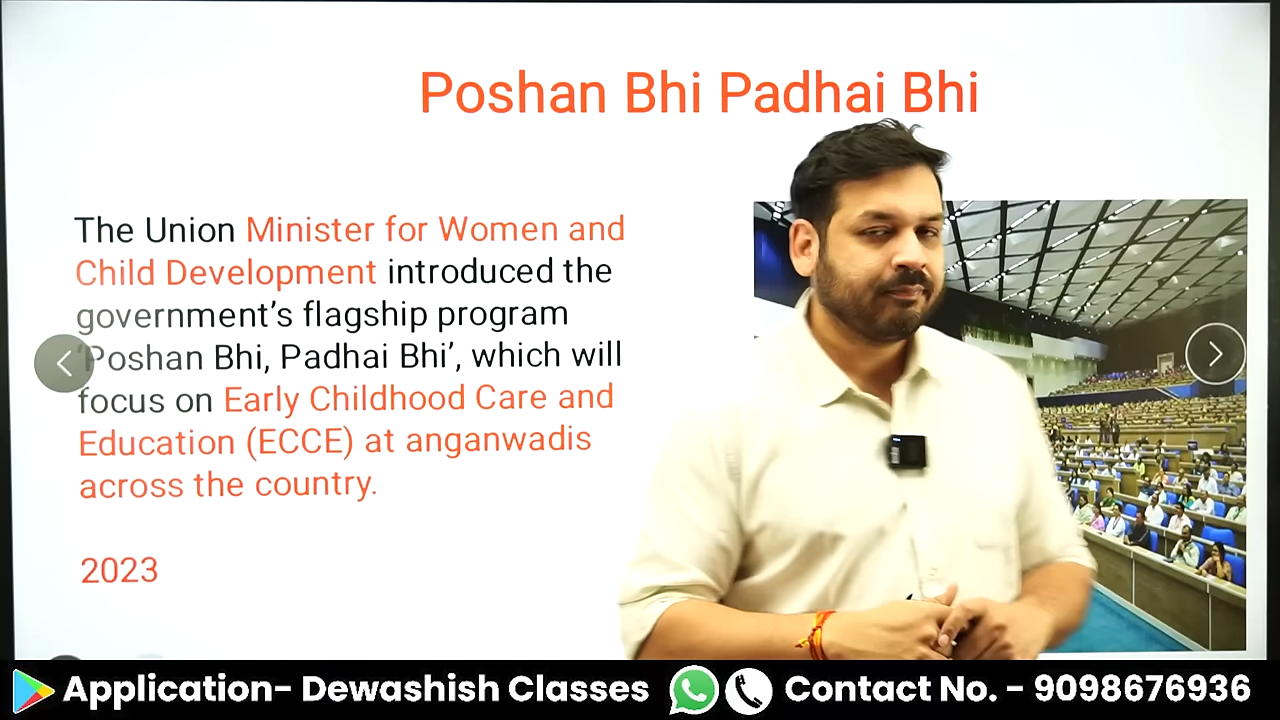 Poshan Bhi Padhai Bhi
The Union Minister for Women and
Child Development introduced the
government’s flagship program
‘Poshan Bhi, Padhai Bhi’, which will
focus on Early Childhood Care and
Education (ECCE) at anganwadis
across the country.
2023
Application- Dewashish Classes
Contact No. - 9098676936